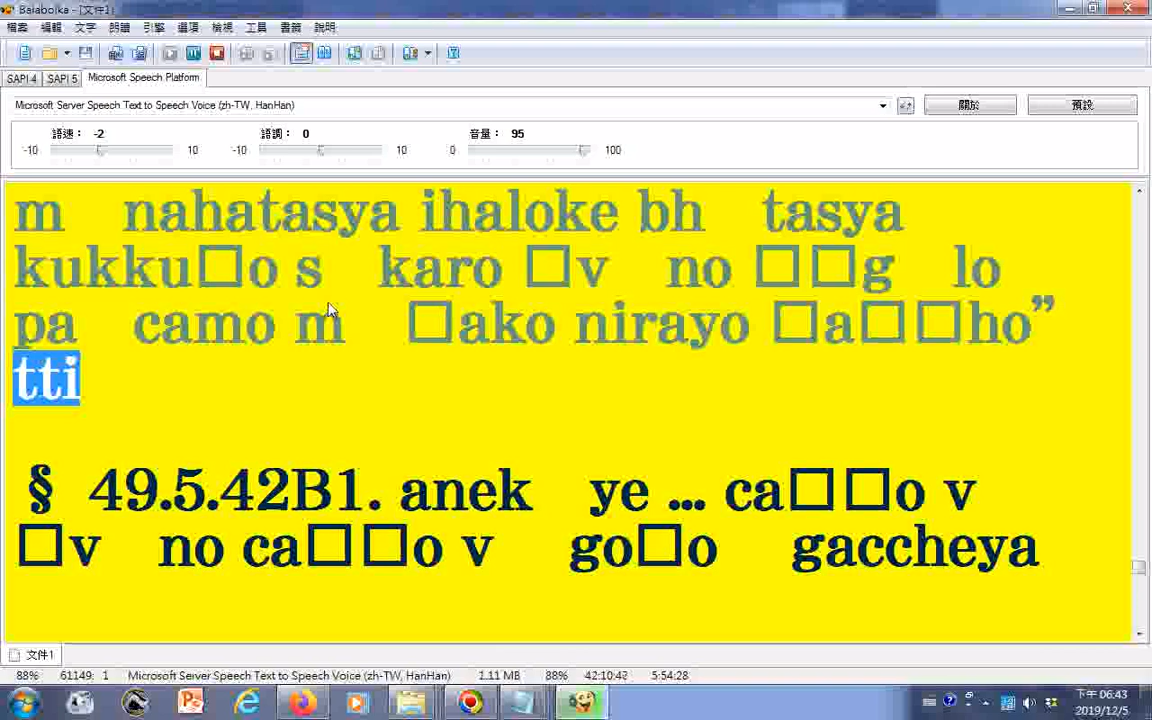 Balabolka - [文件1]
檔案 編輯 文字 朗讀 引擎 選項 檢視 工具 書籤 說明
SAPI 4 SAPI 5 Microsoft Speech Platform
Microsoft Server Speech Text to Speech Voice (zh-TW, HanHan) 關於 預設
語速： -2 語調： 0 音量： 95
-10 10 -10 10 0 100
m nahatasya ihaloke bh tasya
kukku□o s karo □v no □□g lo
pa camo m □ako nirayo □a□□ho”
tti
§ 49.5.42B1. anek ye ... ca□□o v
□v no ca□□o v go□o gaccheya
文件1
88% 61149: 1 Microsoft Server Speech Text to Speech Voice (zh-TW, HanHan) 1.11 MB 88% 42:10:42 5:54:28
下午 06:43
2019/12/5